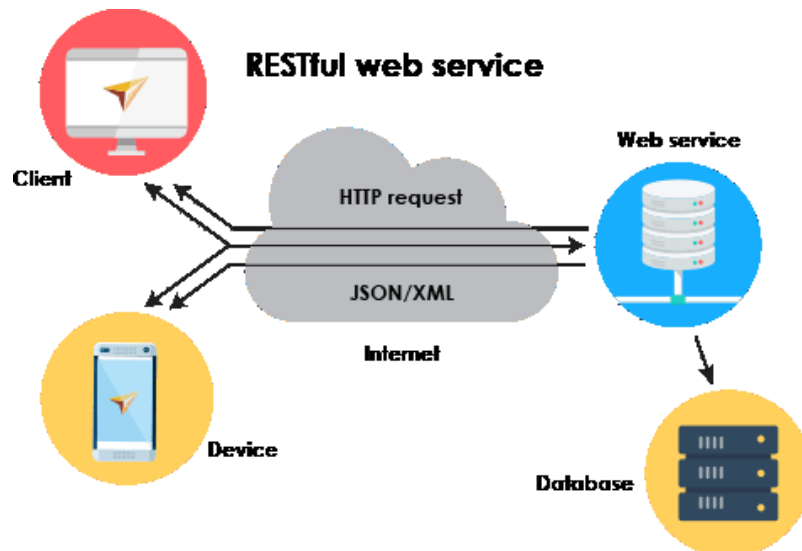 RESTful web service
Client
Web service
HTTP request
JSON/XML
Internet
Device
Database